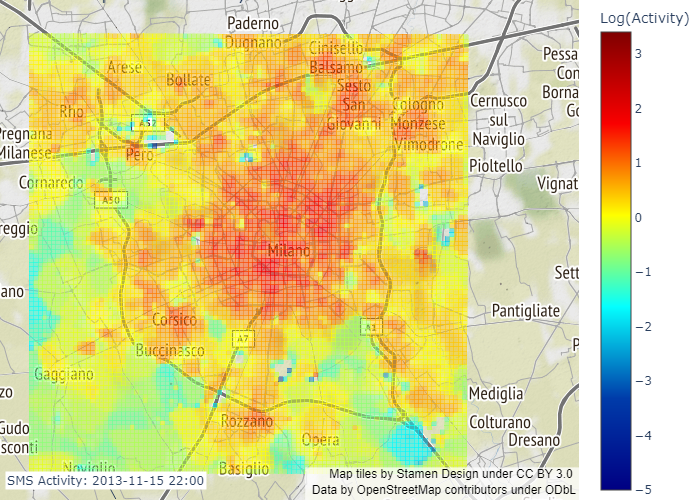 Paderno
Dugnano
Log(Activity)
Cinisello
Balsamo
3
Arese
Bollate
Sesto
San
Giovanni
Pessa
Con
Borna
Go
Rho
A52
Cologno
Monzese
Vimodrone
Cernusco
sul
Naviglio
2
Pregnana
Milanese
Pero
Pioltello
1
Cornaredo
A50
Vignat
0
reggio
Milano
Sett
−1
ano
Corsico
A7
A1
Pantigliate
−2
Buccinasco
P
Gaggiano
−3
zo
Mediglia
Rozzano
Colturano
Dresano
Gudo
sconti
Opera
−4
Noviglio
Basiglio
SMS Activity: 2013-11-15 22:00
Map tiles by Stamen Design under CC BY 3.0
Data by OpenStreetMap contributors under ODbL
−5